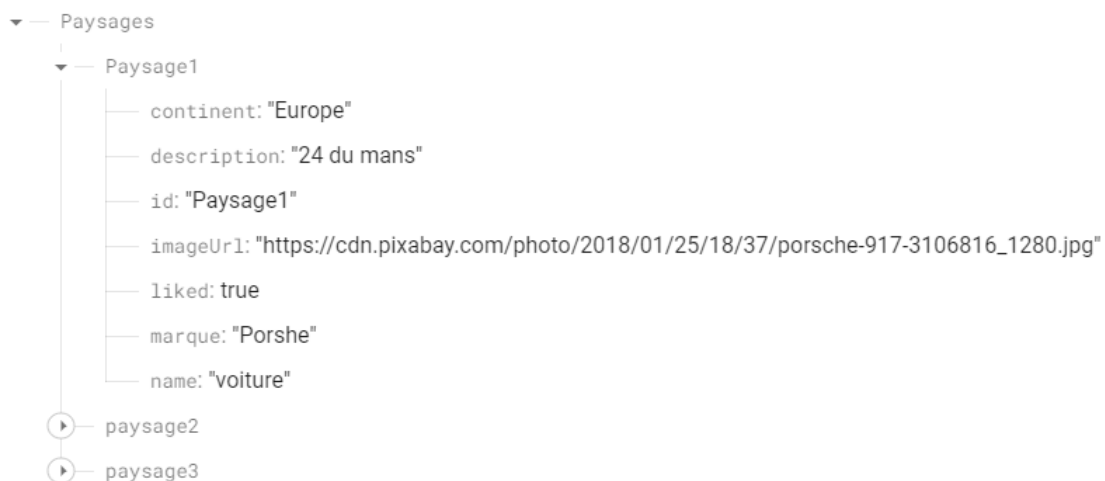 Paysages
Paysage1
continent: "Europe"
description: "24 du mans"
id: "Paysage1"
imageUrl: "https://cdn.pixabay.com/photo/2018/01/25/18/37/porsche-917-3106816_1280.jpg"
liked: true
marque: "Porshe"
name: "voiture"
paysage2
paysage3